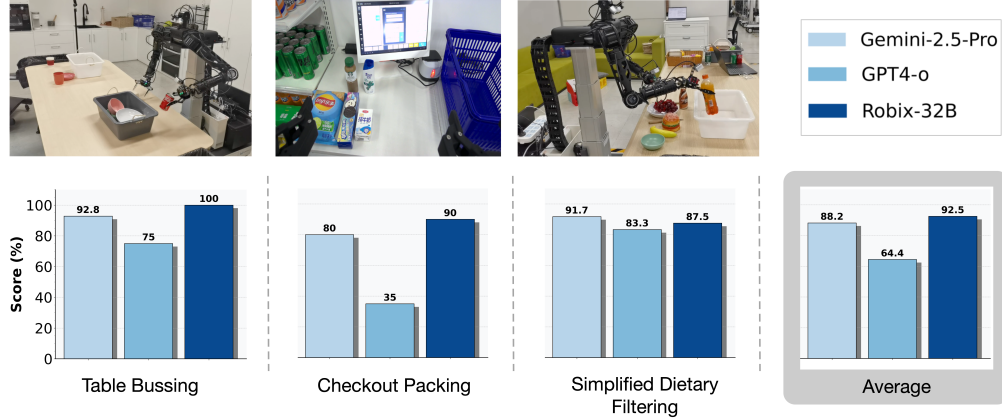 Gemini-2.5-Pro
GPT4-o
Robix-32B
Score (%)
100
80
60
40
20
0
92.8
75
100
Table Bussing
80
35
90
Checkout Packing
91.7
83.3
87.5
Simplified Dietary
Filtering
88.2
64.4
92.5
Average